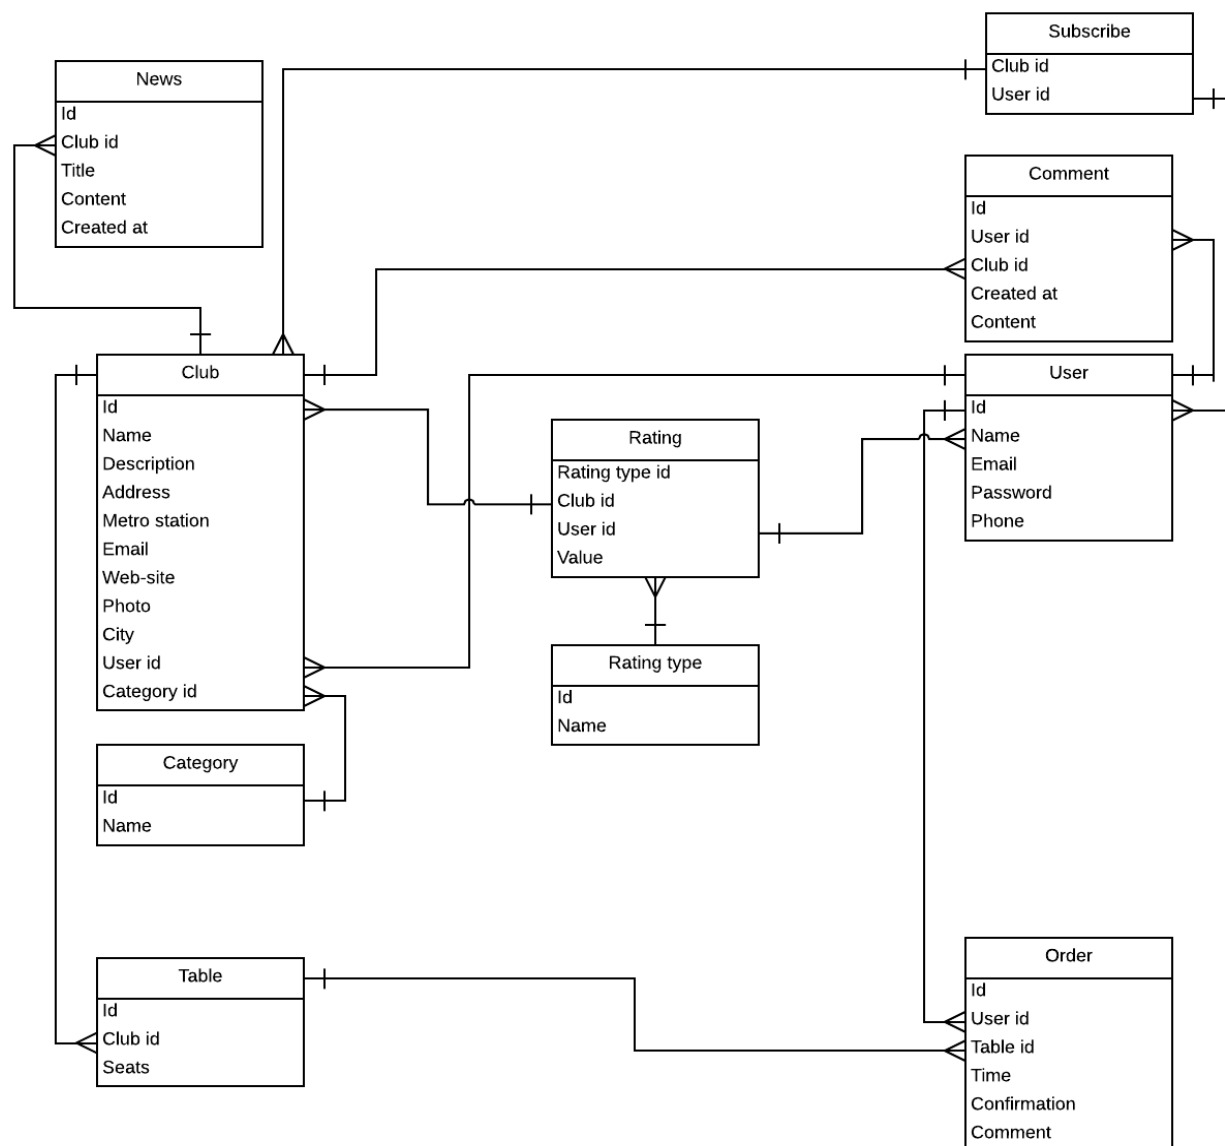 Subscribe
Club id
User id
News
Id
Club id
Title
Content
Created at
Comment
Id
User id
Club id
Created at
Content
Club
Id
Name
Description
Address
Metro station
Email
Web-site
Photo
City
User id
Category id
User
Id
Name
Email
Password
Phone
Rating
Rating type id
Club id
User id
Value
Rating type
Id
Name
Category
Id
Name
Table
Id
Club id
Seats
Order
Id
User id
Table id
Time
Confirmation
Comment